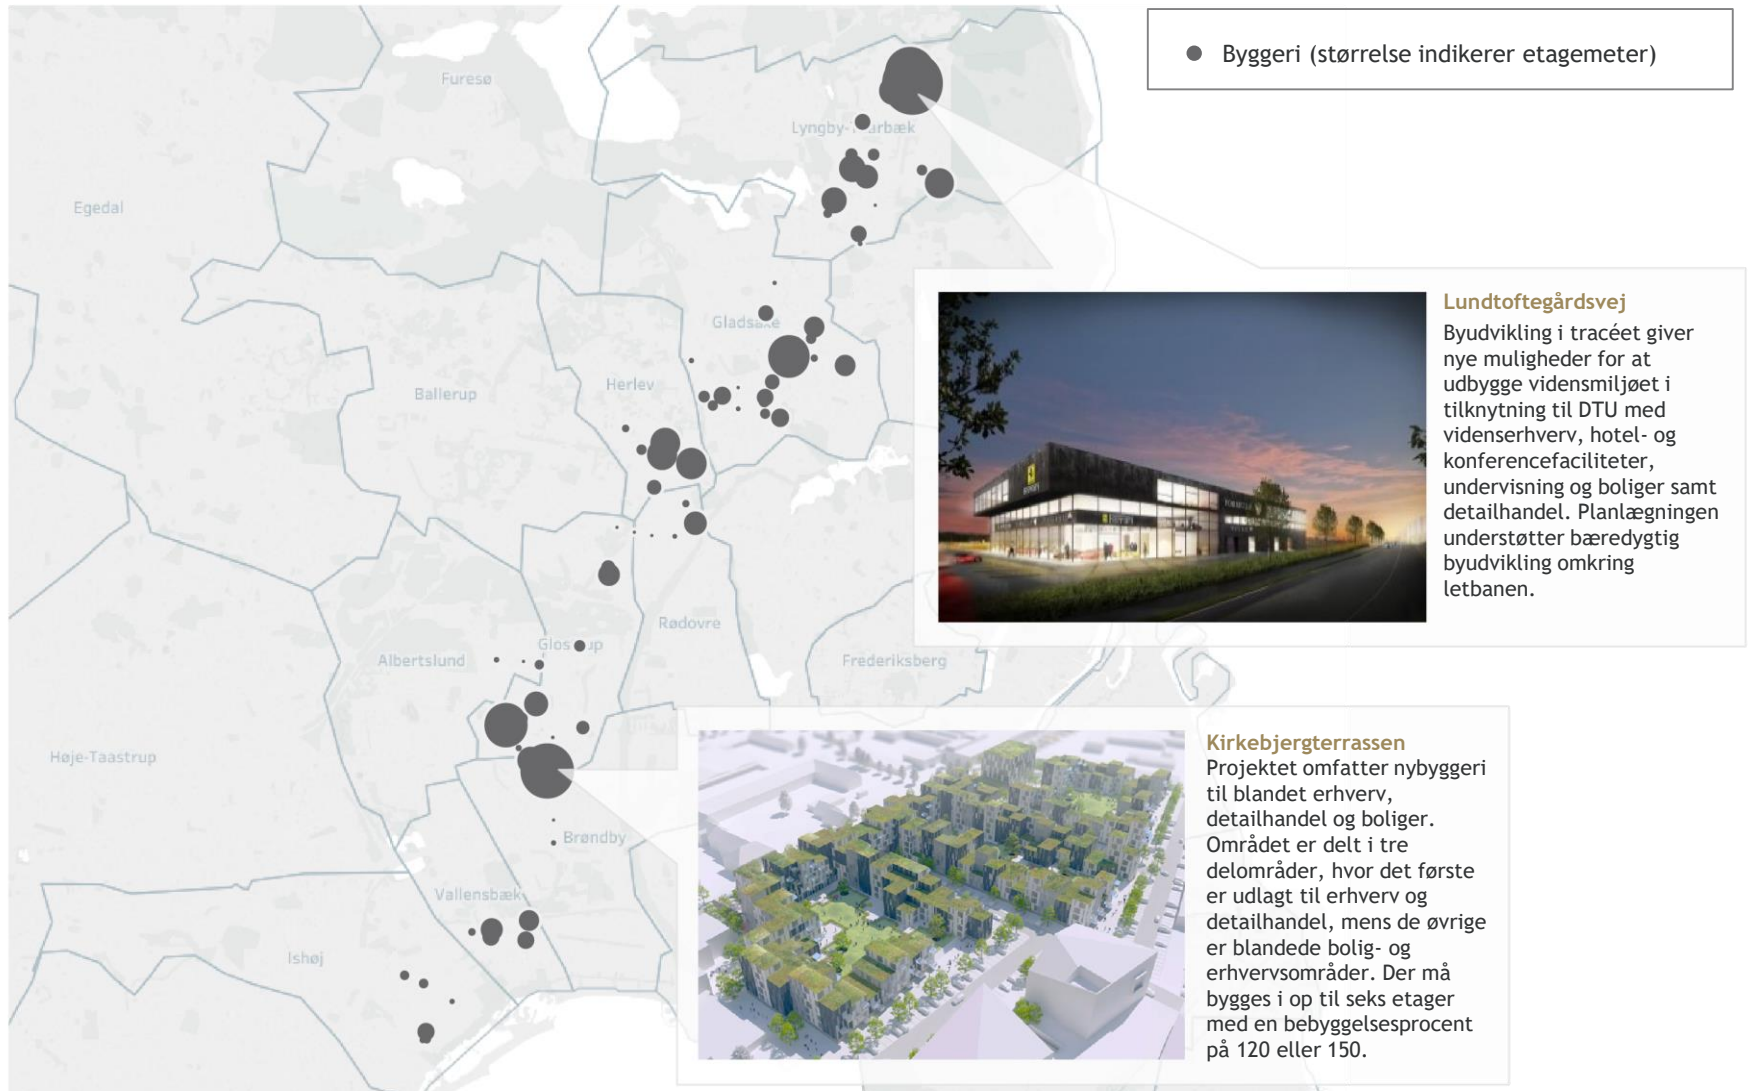 Byggeri (størrelse indikerer etagemeter)
Furesø
Egedal
Gladsaxe
Ballerup
Herlev
Rødovre
Albertslund
Frederiksberg
Høje-Taastrup
Brøndby
Vallensbæk
Ishøj
Lundtoftegårdsvej
Byudvikling i tracéet giver
nye muligheder for at
udbygge vidensmiljøet i
tilknytning til DTU med
videnserhverv, hotel- og
konferencefaciliteter,
undervisning og boliger samt
detailhandel. Planlægningen
understøtter bæredygtig
byudvikling omkring
letbanen.
Kirkebjergterrassen
Projektet omfatter nybyggeri
til blandet erhverv,
detailhandel og boliger.
Området er delt i tre
delområder, hvor det første
er udlagt til erhverv og
detailhandel, mens de øvrige
er blandede bolig- og
erhvervsområder. Der må
bygges i op til seks etager
med en bebyggelsesprocent
på 120 eller 150.